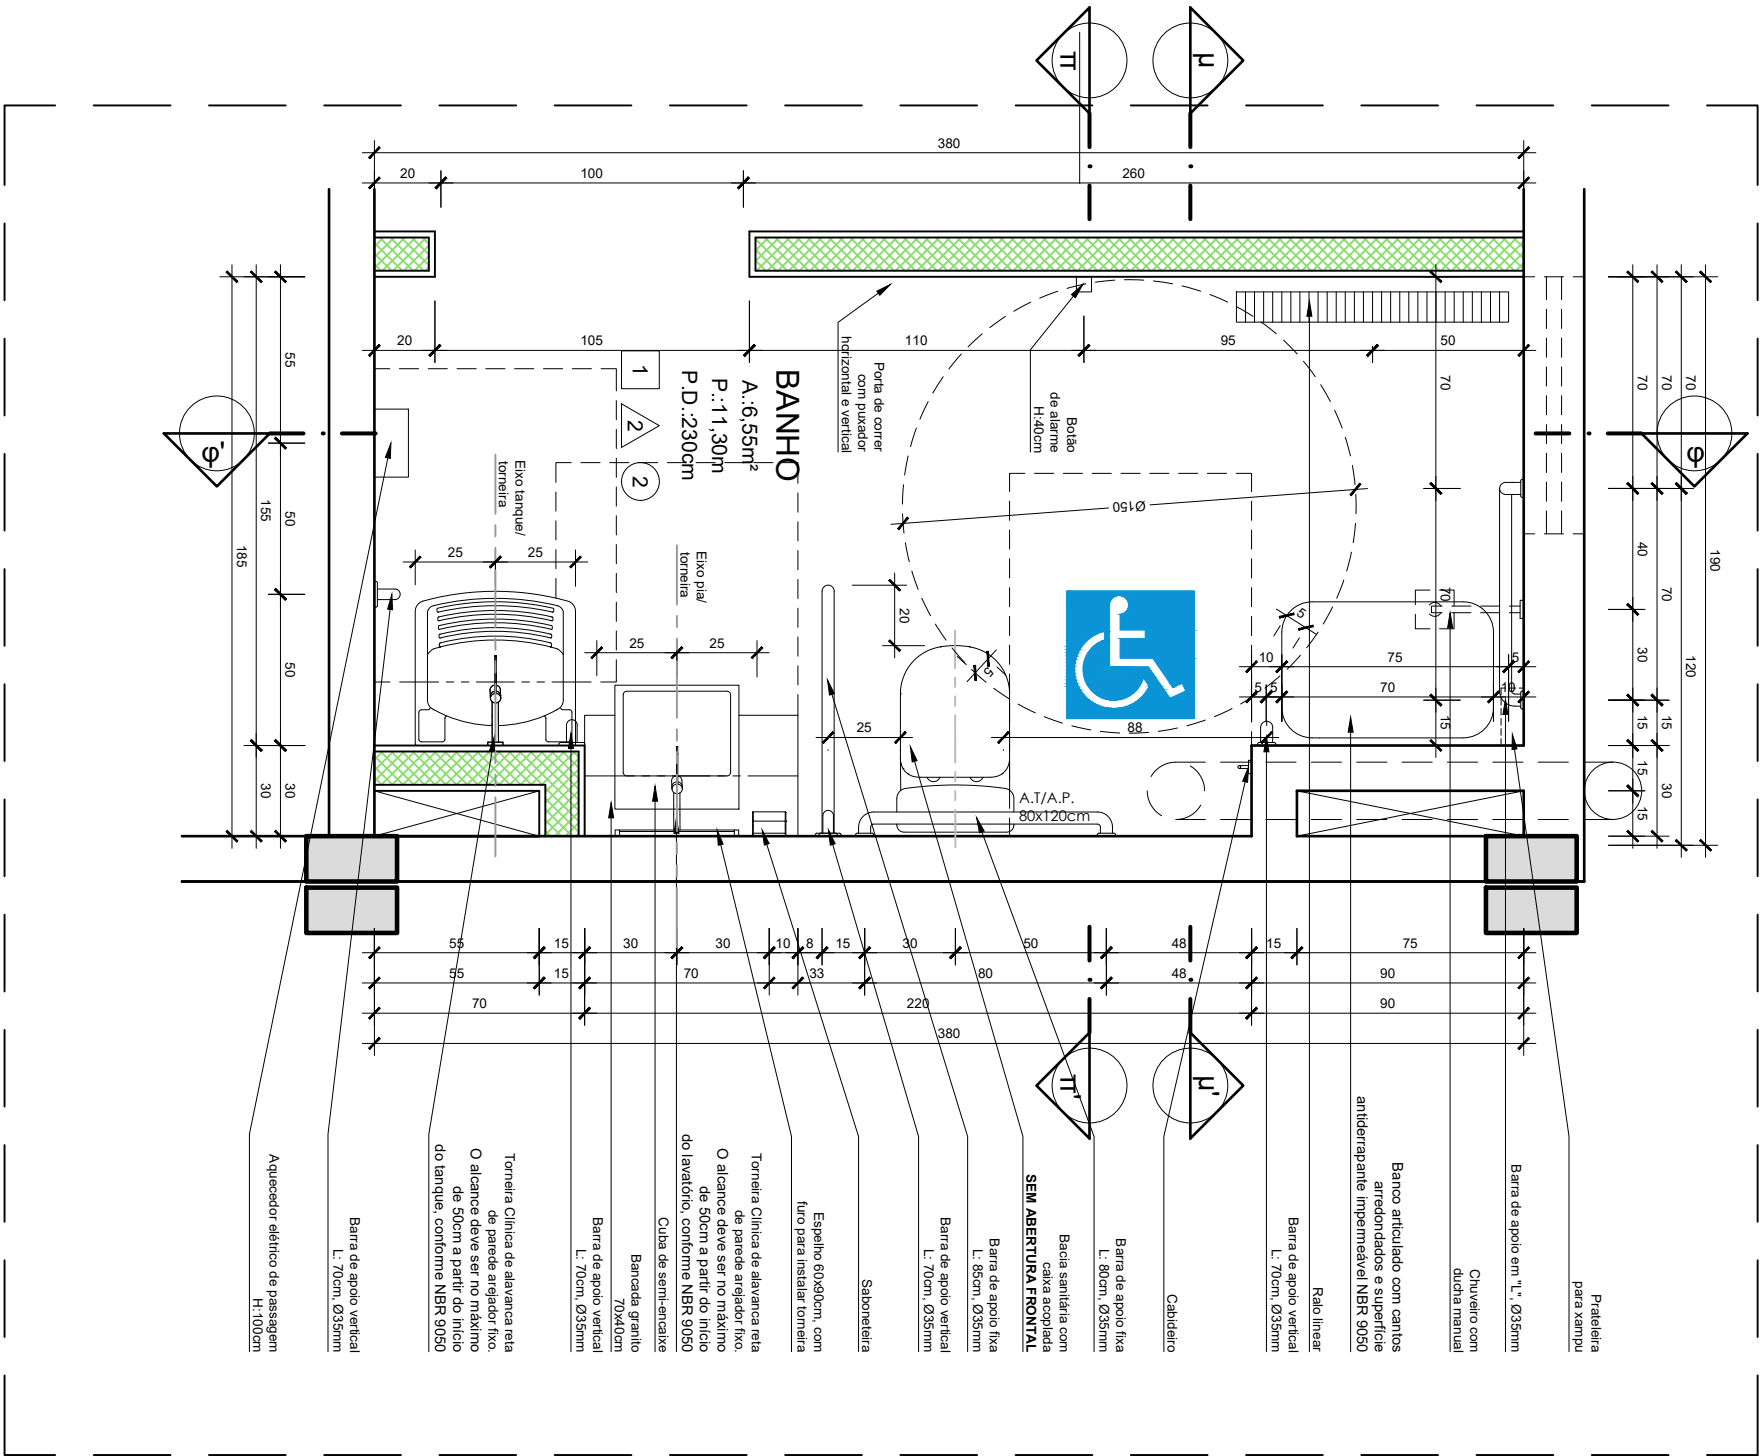 π
μ
380
20
100
260
20
105
110
95
50
BANHO
A.:6,55m²
P.:11,30m
P.D.:230cm
1
2
2
Porta de correr
com puxador
horizontal e vertical
Botão
de alarme
H:40cm
Ø150
70
70
15
φ'
φ
55
50
50
30
155
30
185
70
40
30
15
15
15
70
70
15
30
70
120
190
Eixo tanque/
torneira
Eixo pia/
torneira
25
25
25
25
20
5
25
88
5
10
75
5
5
5
70
10
A.T/A.P.
80x120cm
55
15
30
30
10
8
15
30
50
48
15
75
55
15
70
33
80
48
90
70
220
90
380
π'
μ'
Prateleira
para xampu
Barra de apoio em "L", Ø35mm
Chuveiro com
ducha manual
Banco articulado com cantos
arredondados e superfície
antiderrapante impermeável NBR 9050
Ralo linear
Barra de apoio vertical
L: 70cm, Ø35mm
Cabideiro
Barra de apoio fixa
L: 80cm, Ø35mm
Bacia sanitária com
caixa acoplada
SEM ABERTURA FRONTAL
Barra de apoio fixa
L: 85cm, Ø35mm
Barra de apoio vertical
L: 70cm, Ø35mm
Saboneteira
Espelho 60x90cm, com
furo para instalar torneira
Torneira Clínica de alavanca reta
de parede arejador fixo.
O alcance deve ser no máximo
de 50cm a partir do início
do lavatório, conforme NBR 9050
Cuba de semi-encaixe
Bancada granito
70x40cm
Barra de apoio vertical
L: 70cm, Ø35mm
Torneira Clínica de alavanca reta
de parede arejador fixo.
O alcance deve ser no máximo
de 50cm a partir do início
do tanque, conforme NBR 9050
Barra de apoio vertical
L: 70cm, Ø35mm
Aquecedor elétrico de passagem
H:100cm